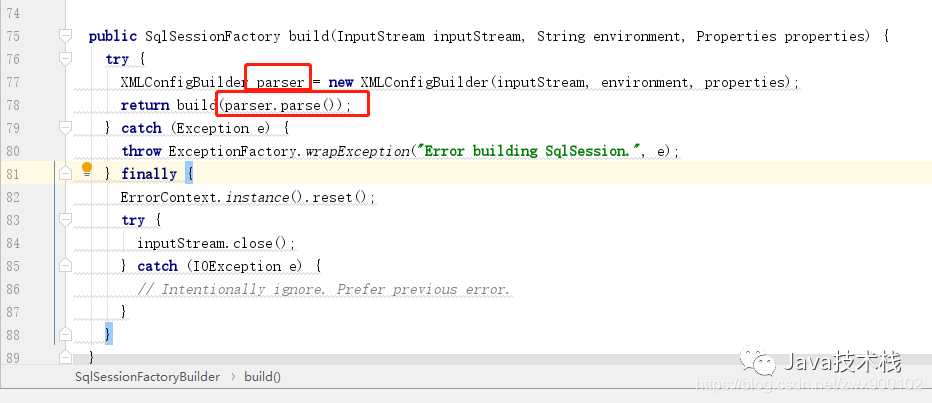 74
75 public SqlSessionFactory build(InputStream inputStream, String environment, Properties properties) {
76 try {
77 XMLConfigBuilder parser = new XMLConfigBuilder(inputStream, environment, properties);
78 return build(parser.parse());
79 } catch (Exception e) {
80 throw ExceptionFactory.wrapException("Error building SqlSession.", e);
81 } finally {
82 ErrorContext.instance().reset();
83 try {
84 inputStream.close();
85 } catch (IOException e) {
86 // Intentionally ignore. Prefer previous error.
87 }
88 }
89 }
Java技术栈
SqlSessionFactoryBuilder › build()
https://blog.csdn.net/zwx900102